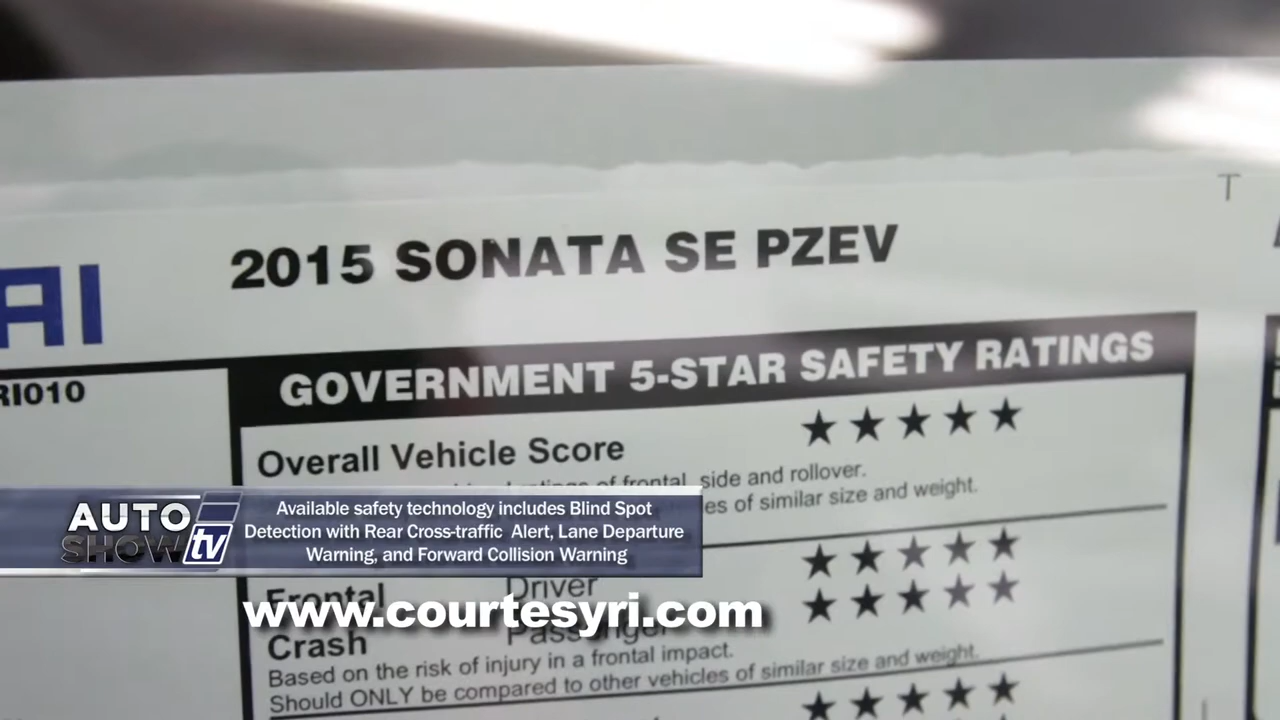 T
2015 SONATA SE PZEV
AI
RI010
GOVERNMENT 5-STAR SAFETY RATINGS
Overall Vehicle Score ★★★★★
ratings of frontal, side and rollover.
es of similar size and weight.
AUTO
SHOW tv
Available safety technology includes Blind Spot
Detection with Rear Cross-traffic Alert, Lane Departure
Warning, and Forward Collision Warning
Frontal Driver ★★★★★
www.courtesyri.com
Crash Passenger ★★★★★
Based on the risk of injury in a frontal impact.
Should ONLY be compared to other vehicles of similar size and weight.
★★★★★